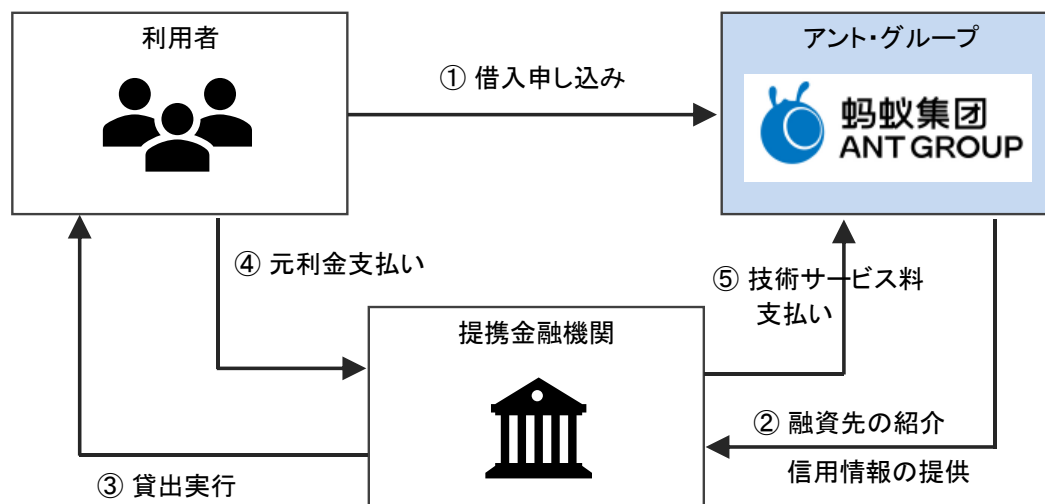 利用者
アント・グループ
① 借入申し込み
蚂蚁集团
ANT GROUP
④ 元利金支払い
⑤ 技術サービス料
支払い
提携金融機関
② 融資先の紹介
信用情報の提供
③ 貸出実行